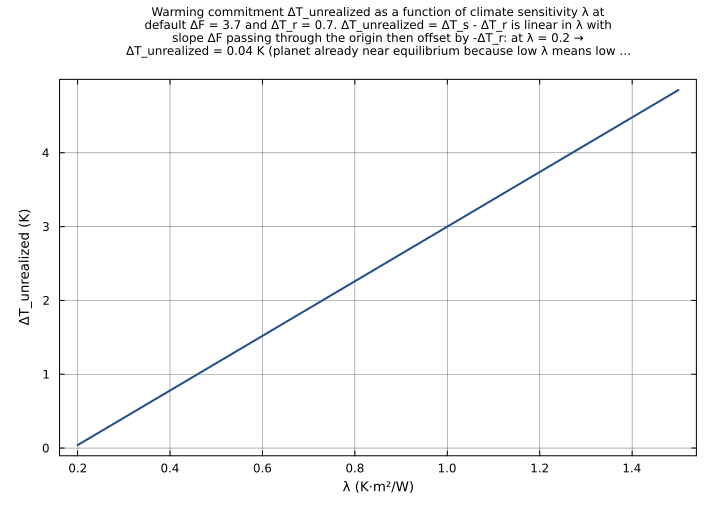 Warming commitment ΔT_unrealized as a function of climate sensitivity λ at
default ΔF = 3.7 and ΔT_r = 0.7. ΔT_unrealized = ΔT_s - ΔT_r is linear in λ with
slope ΔF passing through the origin then offset by -ΔT_r: at λ = 0.2 →
ΔT_unrealized = 0.04 K (planet already near equilibrium because low λ means low …
4
3
2
1
0
ΔT_unrealized (K)
0.2 0.4 0.6 0.8 1.0 1.2 1.4
λ (K·m²/W)